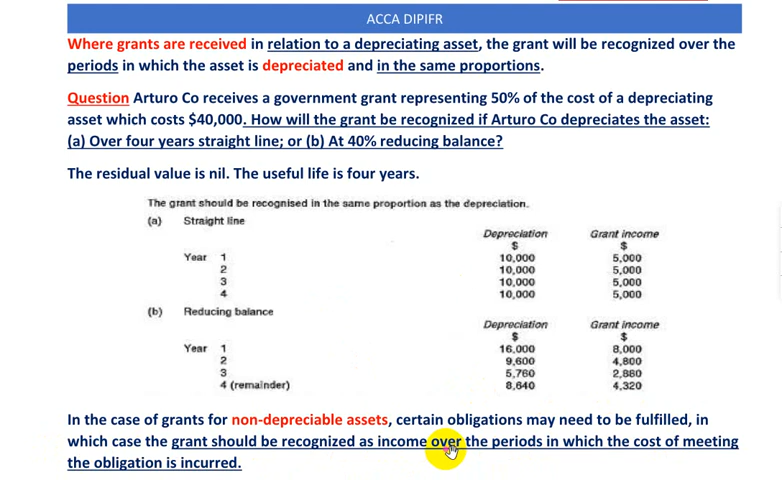 ACCA DIPIFR
Where grants are received in relation to a depreciating asset, the grant will be recognized over the
periods in which the asset is depreciated and in the same proportions.
Question Arturo Co receives a government grant representing 50% of the cost of a depreciating
asset which costs $40,000. How will the grant be recognized if Arturo Co depreciates the asset:
(a) Over four years straight line; or (b) At 40% reducing balance?
The residual value is nil. The useful life is four years.
The grant should be recognised in the same proportion as the depreciation.
(a) Straight line
Depreciation Grant income
$ $
Year 1 10,000 5,000
2 10,000 5,000
3 10,000 5,000
4 10,000 5,000
(b) Reducing balance
Depreciation Grant income
$ $
Year 1 16,000 8,000
2 9,600 4,800
3 5,760 2,880
4 (remainder) 8,640 4,320
In the case of grants for non-depreciable assets, certain obligations may need to be fulfilled, in
which case the grant should be recognized as income over the periods in which the cost of meeting
the obligation is incurred.